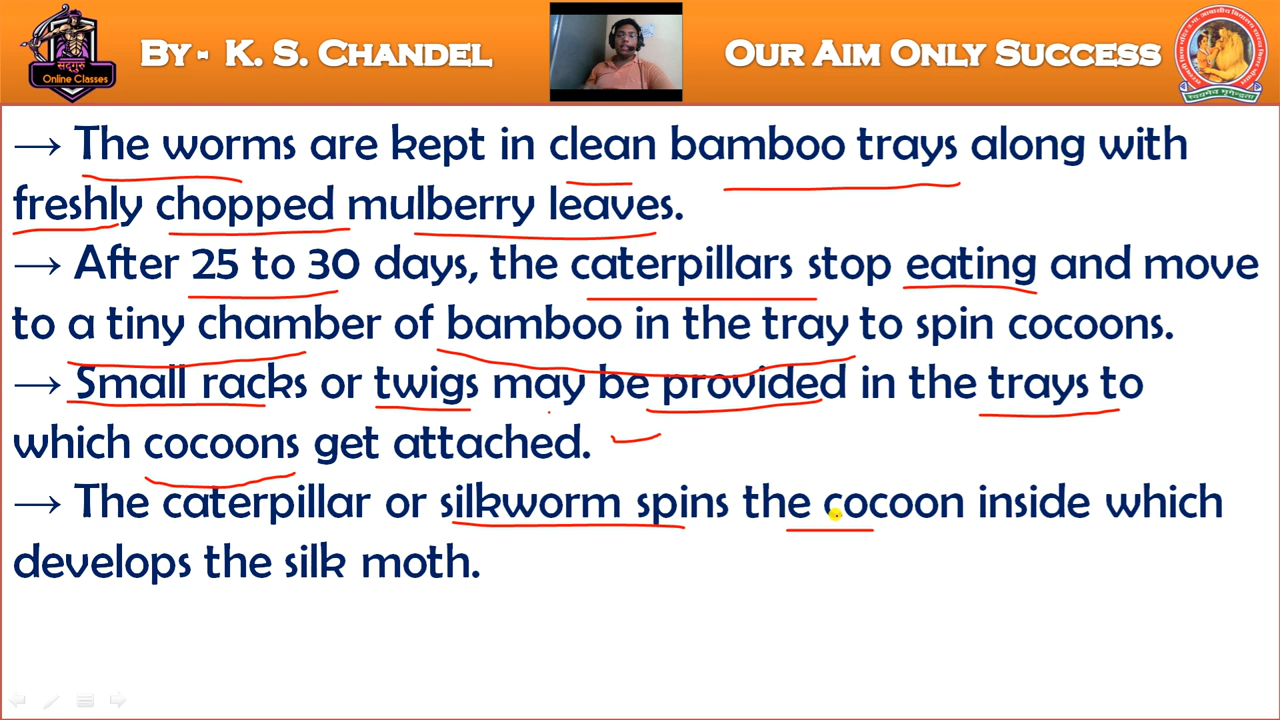 सद्गुरु
Online Classes
By - K. S. Chandel
Our Aim Only Success
→ The worms are kept in clean bamboo trays along with
freshly chopped mulberry leaves.
→ After 25 to 30 days, the caterpillars stop eating and move
to a tiny chamber of bamboo in the tray to spin cocoons.
→ Small racks or twigs may be provided in the trays to
which cocoons get attached.
→ The caterpillar or silkworm spins the cocoon inside which
develops the silk moth.